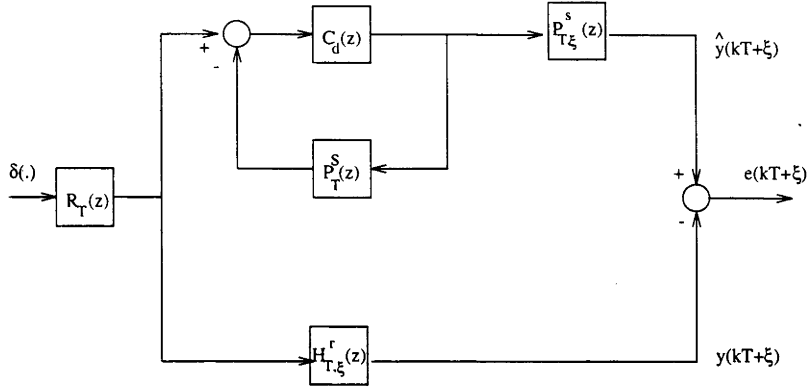 C_d(z)
P^s_{Tξ}(z)
ŷ(kT+ξ)
+
-
P^S_T(z)
δ(.)
R_T(z)
+
e(kT+ξ)
-
H^r_{T,ξ}(z)
y(kT+ξ)